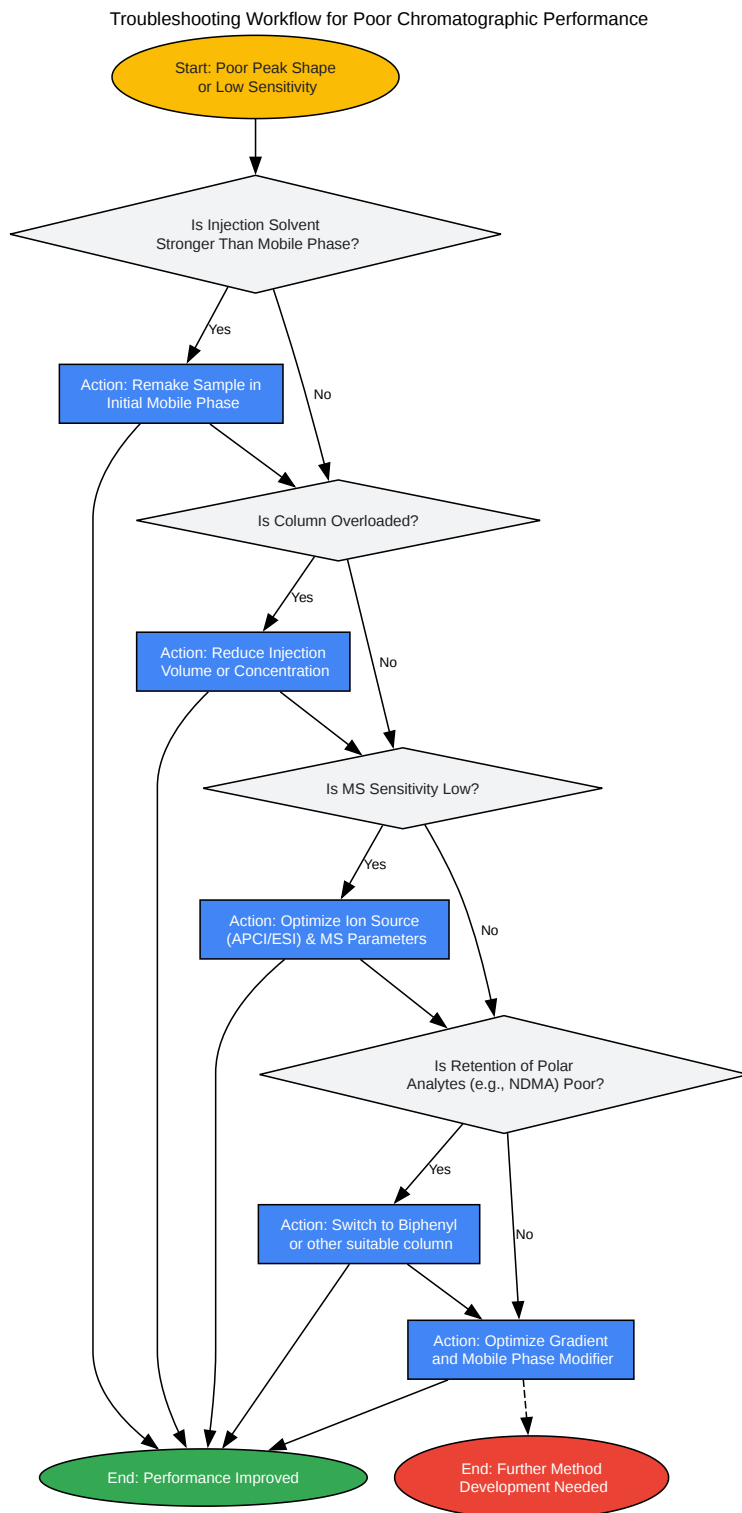 Troubleshooting Workflow for Poor Chromatographic Performance
Start: Poor Peak Shape
or Low Sensitivity
Is Injection Solvent
Stronger Than Mobile Phase?
Yes
Action: Remake Sample in
Initial Mobile Phase
No
Is Column Overloaded?
Yes
Action: Reduce Injection
Volume or Concentration
No
Is MS Sensitivity Low?
Yes
Action: Optimize Ion Source
(APCI/ESI) & MS Parameters
No
Is Retention of Polar
Analytes (e.g., NDMA) Poor?
Yes
Action: Switch to Biphenyl
or other suitable column
No
Action: Optimize Gradient
and Mobile Phase Modifier
End: Performance Improved
End: Further Method
Development Needed